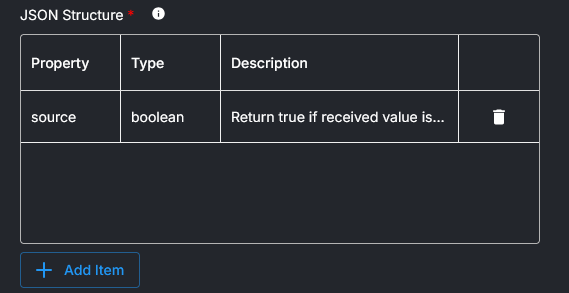 JSON Structure *
Property Type Description
source boolean Return true if received value is...
Add Item